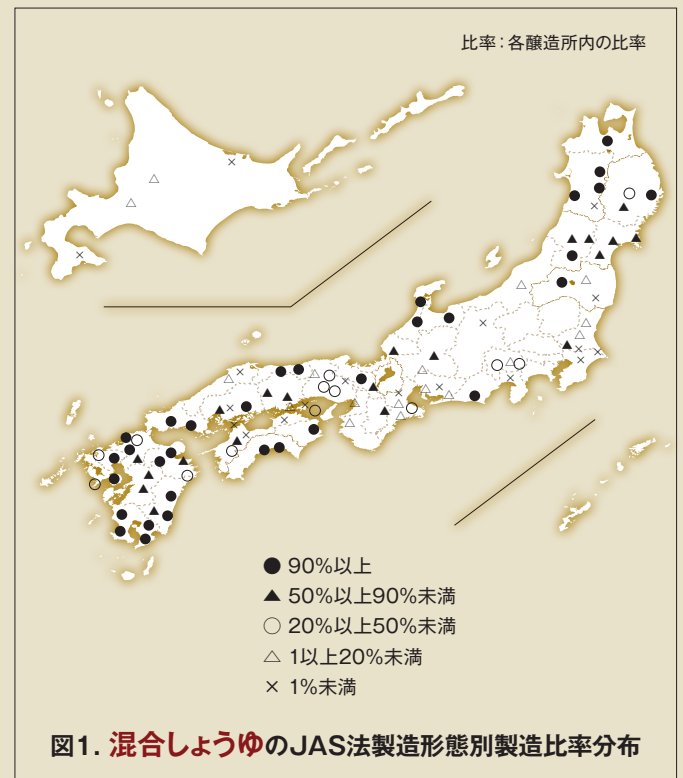 比率：各醸造所内の比率
● 90%以上
▲ 50%以上90%未満
○ 20%以上50%未満
△ 1以上20%未満
× 1%未満
図1. 混合しょうゆのJAS法製造形態別製造比率分布